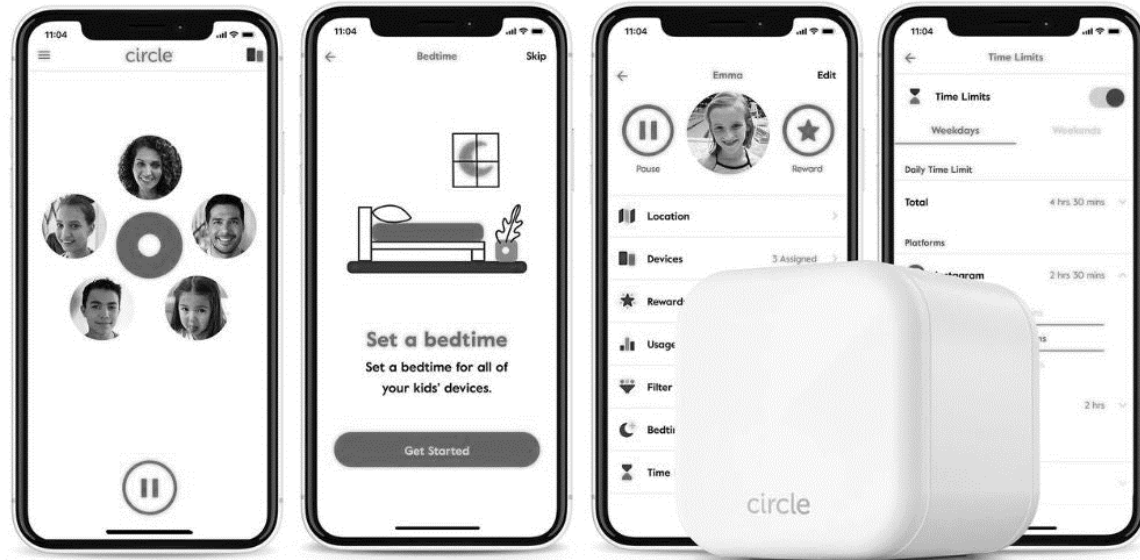 11:04
circle
11:04
Bedtime
Skip
Set a bedtime
Set a bedtime for all of
your kids' devices.
Get Started
11:04
Emma
Edit
Pause
Reward
Location
Devices
3 Assigned
Reward
Usage
Filter
Bedti
Time
11:04
Time Limits
Time Limits
Weekdays
Weekends
Daily Time Limit
Total
4 hrs 30 mins
Platforms
2 hrs 30 mins
2 hrs
circle